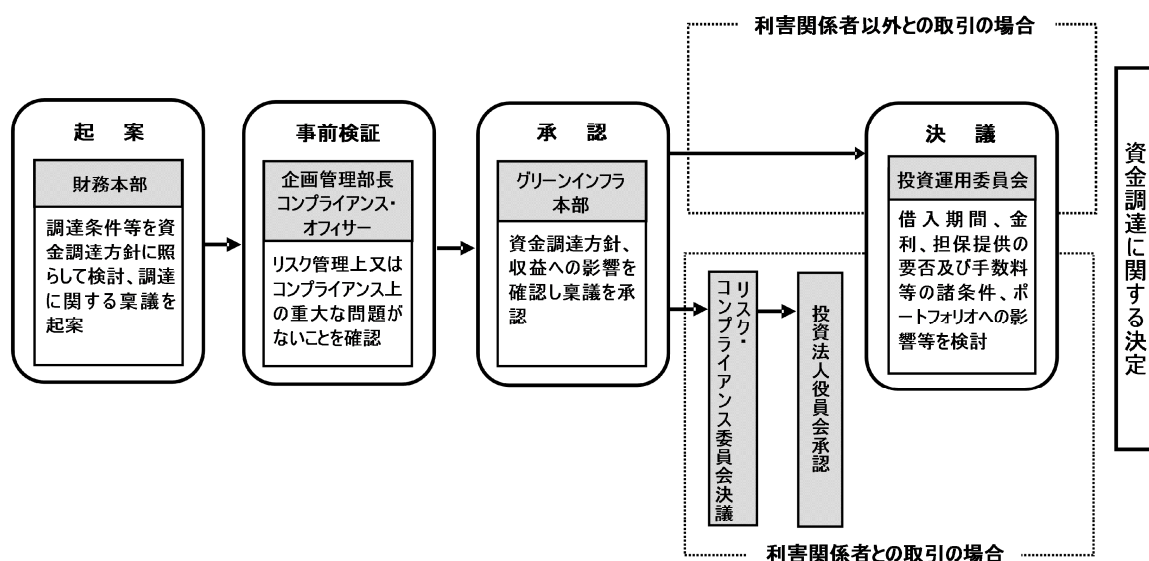 利害関係者以外との取引の場合
起　案
財務本部
調達条件等を資
金調達方針に照
らして検討、調達
に関する稟議を
起案
事前検証
企画管理部長
コンプライアンス・
オフィサー
リスク管理上又は
コンプライアンス上
の重大な問題が
ないことを確認
承　認
グリーンインフラ
本部
資金調達方針、
収益への影響を
確認し稟議を承
認
リスク・
コンプライアンス委員会決議
投資法人役員会承認
決　議
投資運用委員会
借入期間、金
利、担保提供の
要否及び手数料
等の諸条件、ポ
ートフォリオへの影
響等を検討
利害関係者との取引の場合
資金調達に関する決定